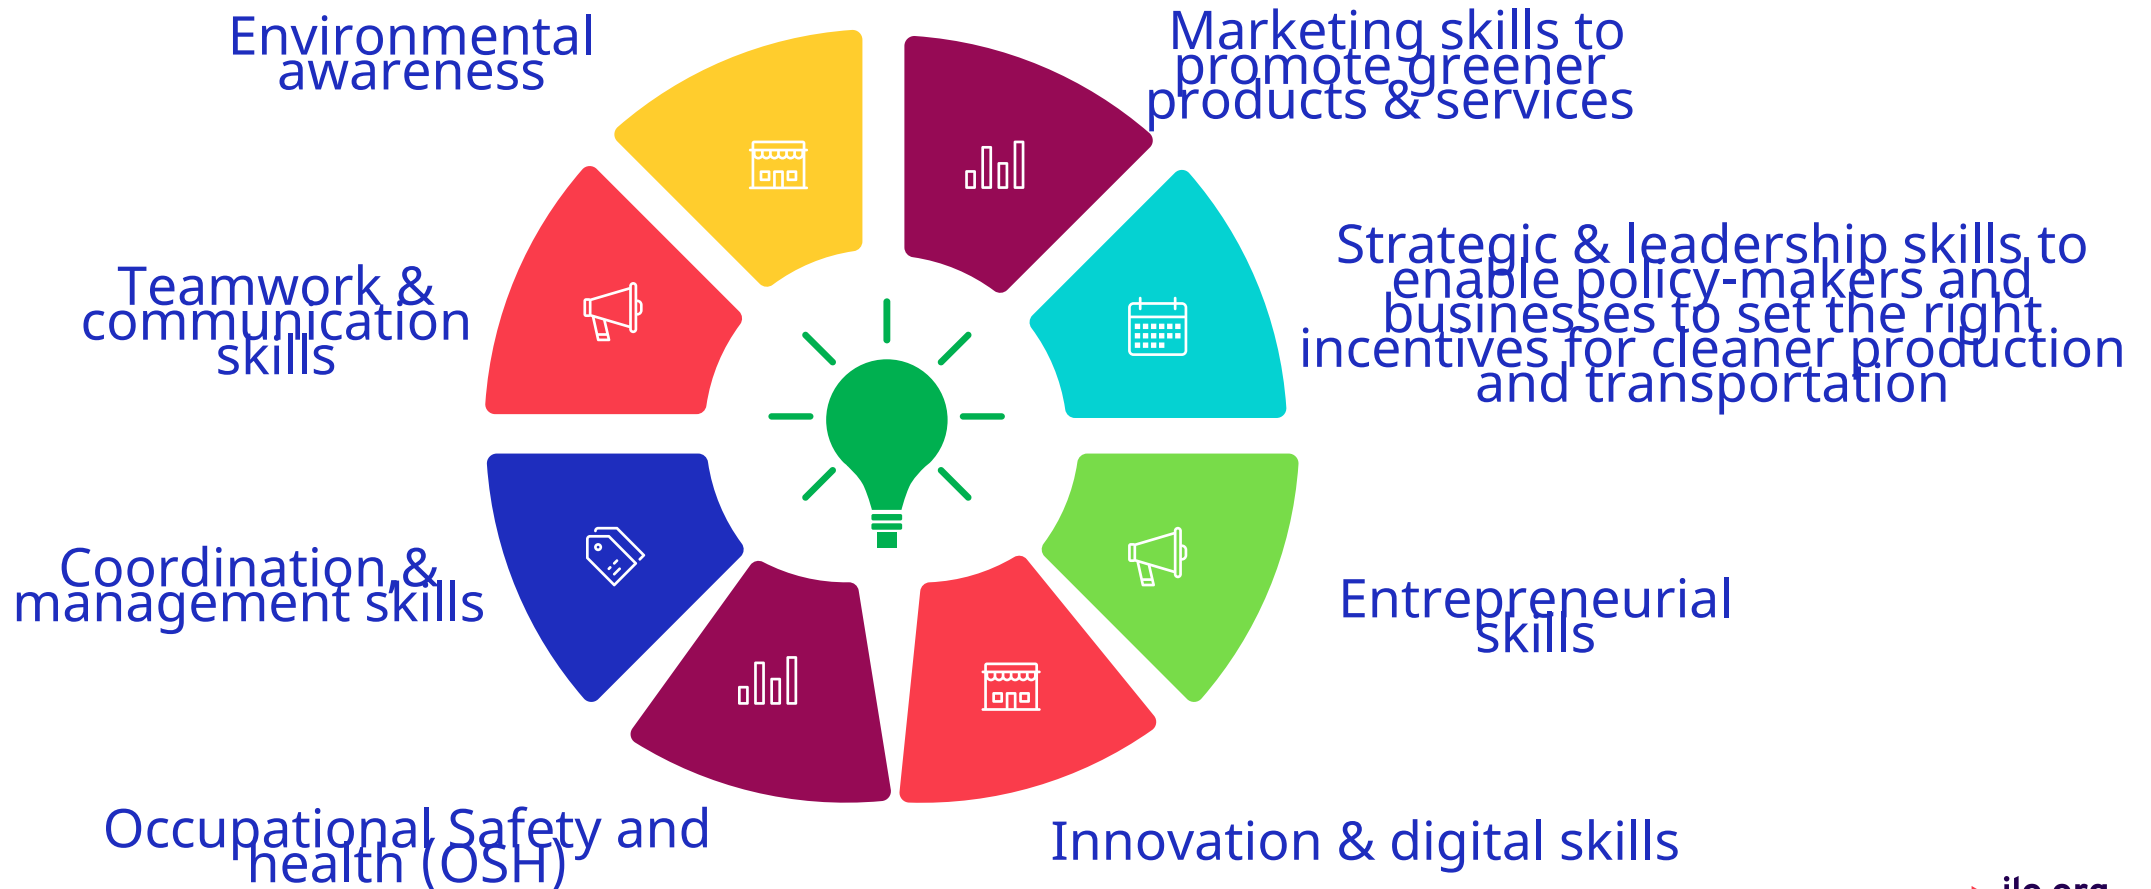 Environmental
awareness
Marketing skills to
promote greener
products & services
Teamwork &
communication
skills
Strategic & leadership skills to
enable policy-makers and
businesses to set the right
incentives for cleaner production
and transportation
Coordination,&
management skills
Entrepreneurial
skills
Occupational Safety and
health (OSH)
Innovation & digital skills
ilo.org